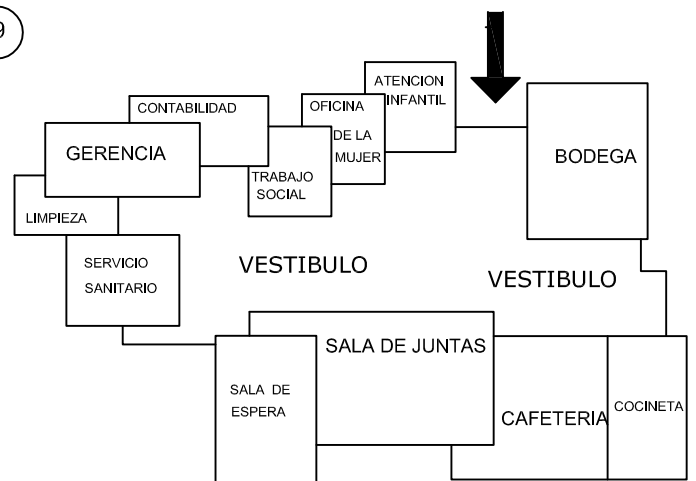 9
ATENCION
INFANTIL
CONTABILIDAD
OFICINA
DE LA
MUJER
GERENCIA
BODEGA
TRABAJO
SOCIAL
LIMPIEZA
SERVICIO
SANITARIO
VESTIBULO
VESTIBULO
SALA DE JUNTAS
SALA DE
ESPERA
CAFETERIA
COCINETA